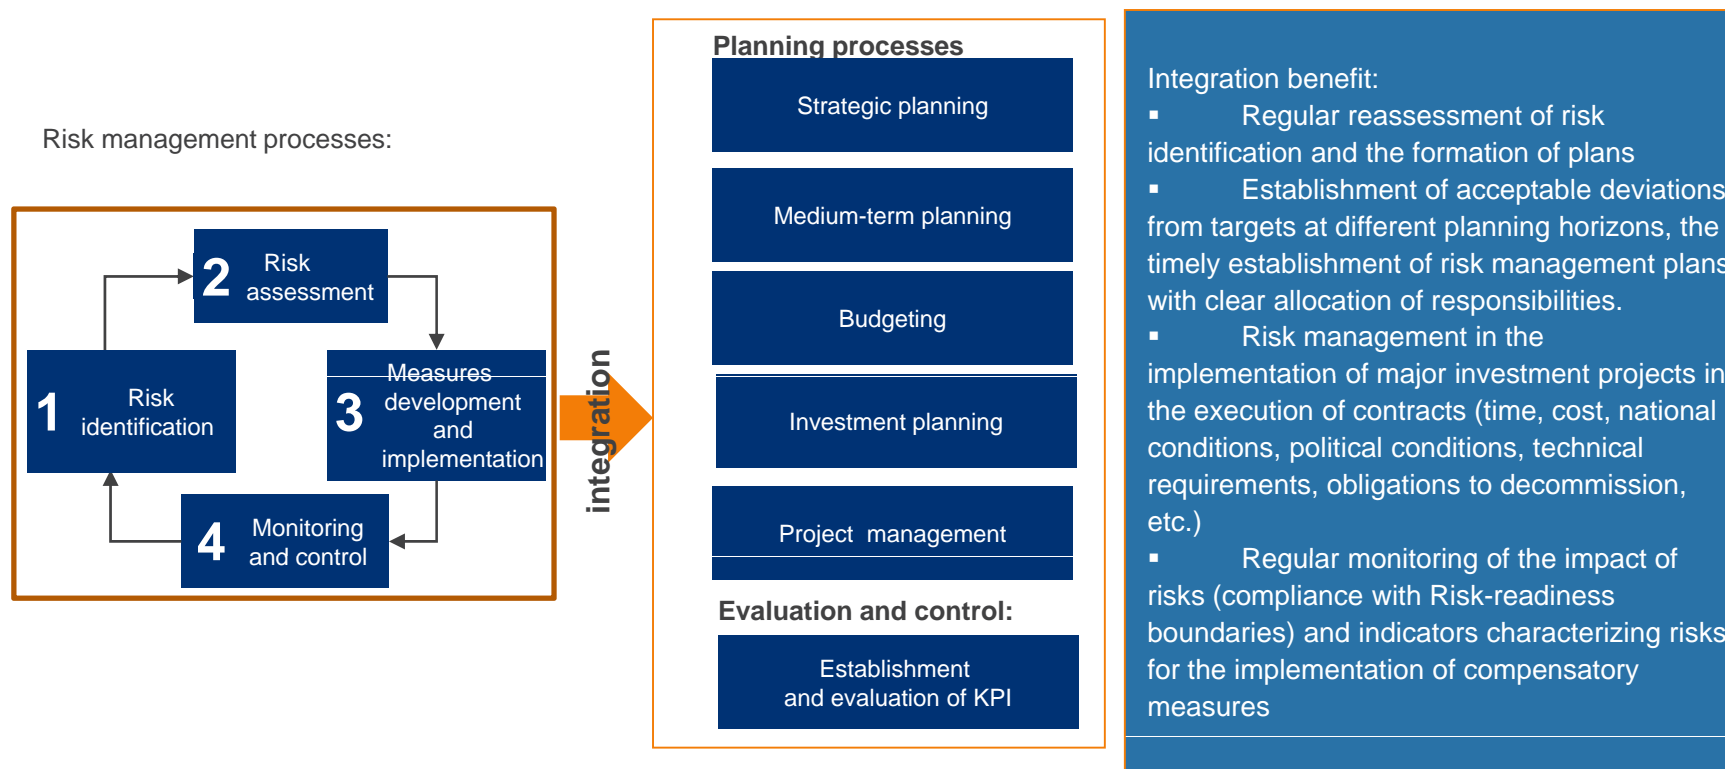 Risk management processes:
1
Risk
identification
2
Risk
assessment
3
Measures
development
and
implementation
4
Monitoring
and control
integration
Planning processes
Strategic planning
Medium-term planning
Budgeting
Investment planning
Project management
Evaluation and control:
Establishment
and evaluation of KPI
Integration benefit:
▪ Regular reassessment of risk
identification and the formation of plans
▪ Establishment of acceptable deviations
from targets at different planning horizons, the
timely establishment of risk management plans
with clear allocation of responsibilities.
▪ Risk management in the
implementation of major investment projects in
the execution of contracts (time, cost, national
conditions, political conditions, technical
requirements, obligations to decommission,
etc.)
▪ Regular monitoring of the impact of
risks (compliance with Risk-readiness
boundaries) and indicators characterizing risks
for the implementation of compensatory
measures